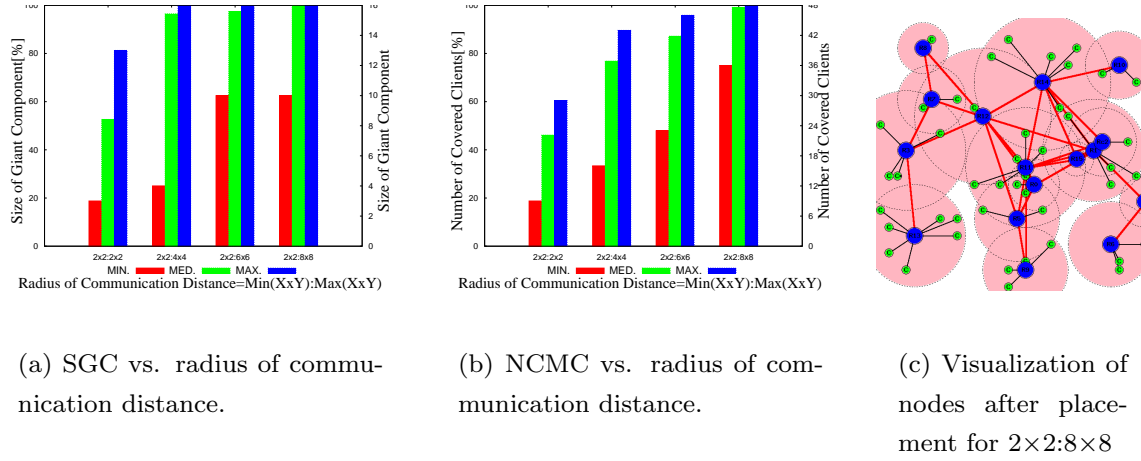 100
80
60
40
20
0
Size of Giant Component[%]
16
14
12
10
8
6
4
2
0
Size of Giant Component
2x2:2x2 2x2:4x4 2x2:6x6 2x2:8x8
MIN. MED. MAX.
Radius of Communication Distance=Min(XxY):Max(XxY)
(a) SGC vs. radius of commu-
nication distance.
100
80
60
40
20
0
Number of Covered Clients[%]
48
42
36
30
24
18
12
6
0
Number of Covered Clients
2x2:2x2 2x2:4x4 2x2:6x6 2x2:8x8
MIN. MED. MAX.
Radius of Communication Distance=Min(XxY):Max(XxY)
(b) NCMC vs. radius of com-
munication distance.
(c) Visualization of
nodes after place-
ment for 2×2:8×8